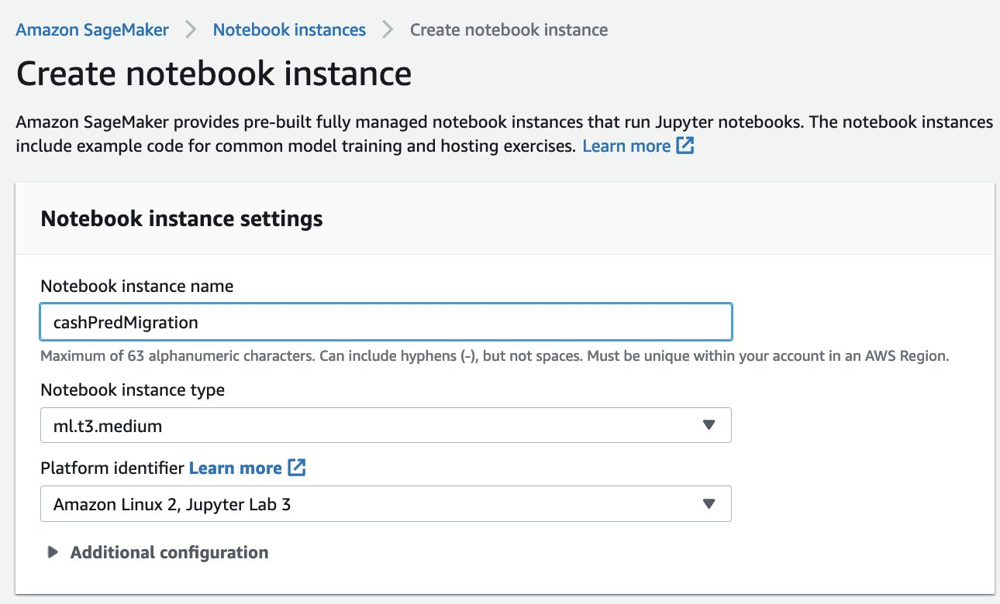 Amazon SageMaker > Notebook instances > Create notebook instance
Create notebook instance
Amazon SageMaker provides pre-built fully managed notebook instances that run Jupyter notebooks. The notebook instances
include example code for common model training and hosting exercises. Learn more
Notebook instance settings
Notebook instance name
cashPredMigration
Maximum of 63 alphanumeric characters. Can include hyphens (-), but not spaces. Must be unique within your account in an AWS Region.
Notebook instance type
ml.t3.medium
Platform identifier Learn more
Amazon Linux 2, Jupyter Lab 3
Additional configuration